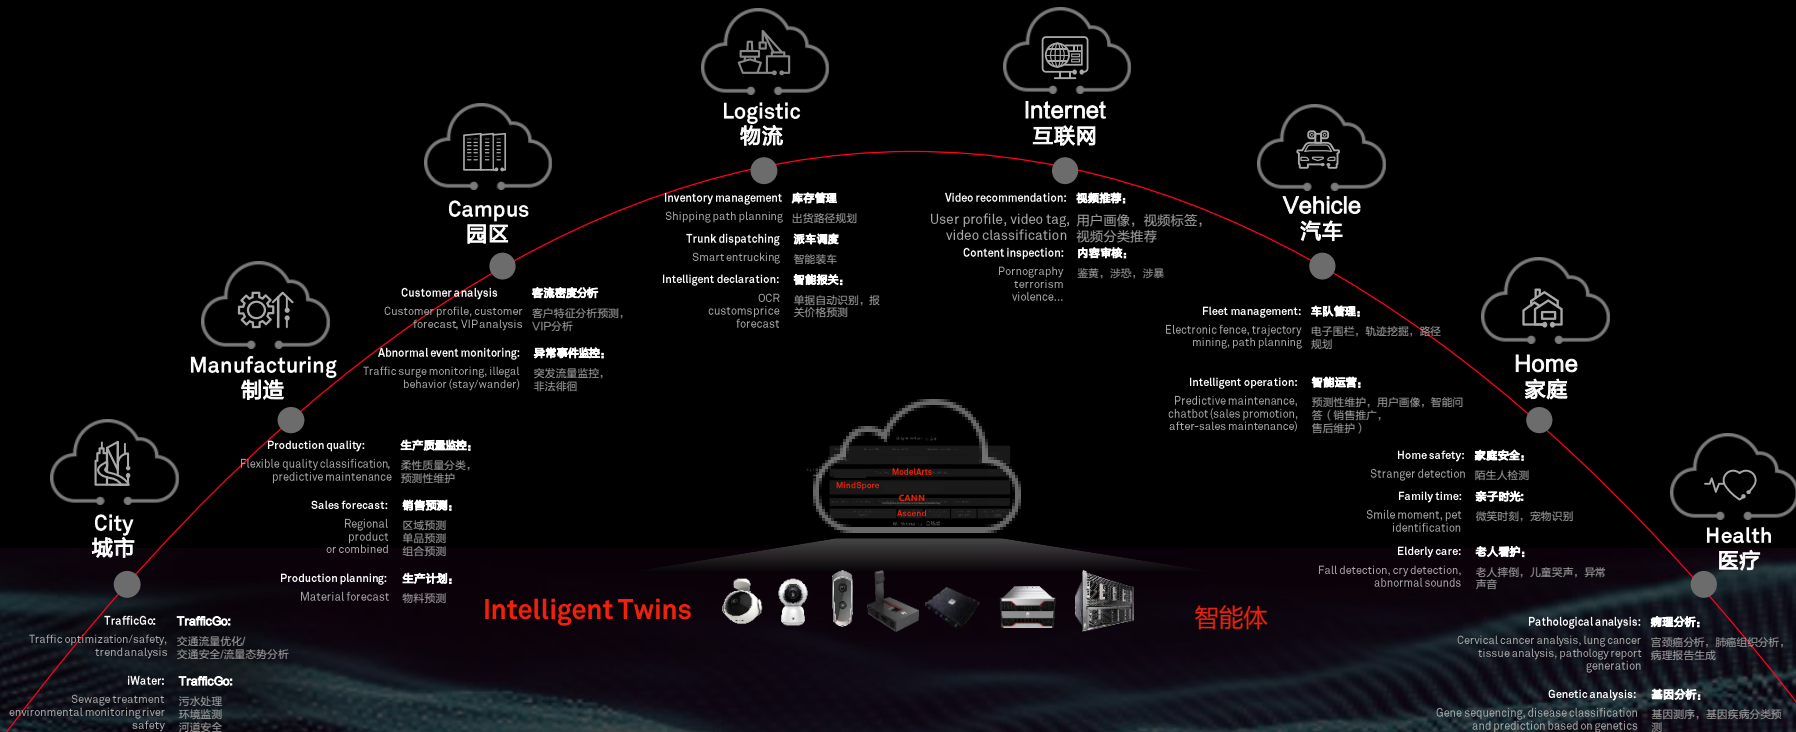 Logistic
物流
Inventory management 库存管理
Shipping path planning 出货路径规划
Trunk dispatching 派车调度
Smart entrucking 智能装车
Intelligent declaration: 智能报关：
OCR
customs price
forecast
单据自动识别，报
关价格预测
Internet
互联网
Video recommendation: 视频推荐：
User profile, video tag,
video classification
用户画像，视频标签，
视频分类推荐
Content inspection: 内容审核：
Pornography
terrorism
violence...
鉴黄，涉恐，涉暴
Campus
园区
Customer analysis 客流密度分析
Customer profile, customer
forecast, VIP analysis
客户特征分析预测，
VIP分析
Abnormal event monitoring: 异常事件监控：
Traffic surge monitoring, illegal
behavior (stay/wander)
突发流量监控，
非法徘徊
Vehicle
汽车
Fleet management: 车队管理：
Electronic fence, trajectory
mining, path planning
电子围栏，轨迹挖掘，路径
规划
Intelligent operation: 智能运营：
Predictive maintenance,
chatbot (sales promotion,
after-sales maintenance)
预测性维护，用户画像，智能问
答（销售推广，
售后维护）
Manufacturing
制造
Production quality: 生产质量监控：
Flexible quality classification,
predictive maintenance
柔性质量分类，
预测性维护
Sales forecast: 销售预测：
Regional
product
or combined
区域预测
单品预测
组合预测
Production planning: 生产计划：
Material forecast 物料预测
Home
家庭
Home safety: 家庭安全：
Stranger detection 陌生人检测
Family time: 亲子时光:
Smile moment, pet
identification
微笑时刻，宠物识别
Elderly care: 老人看护：
Fall detection, cry detection,
abnormal sounds
老人摔倒，儿童哭声，异常
声音
City
城市
TrafficGo: TrafficGo:
Traffic optimization/safety,
trend analysis
交通流量优化/
交通安全/流量态势分析
iWater: TrafficGo:
Sewage treatment
environmental monitoring river
safety
污水处理
环境监测
河道安全
Health
医疗
Pathological analysis: 病理分析：
Cervical cancer analysis, lung cancer
tissue analysis, pathology report
generation
宫颈癌分析，肺癌组织分析，
病理报告生成
Genetic analysis: 基因分析：
Gene sequencing, disease classification
and prediction based on genetics
基因测序，基因疾病分类预
测
ModelArts
MindSpore
CANN
Ascend
Intelligent Twins
智能体